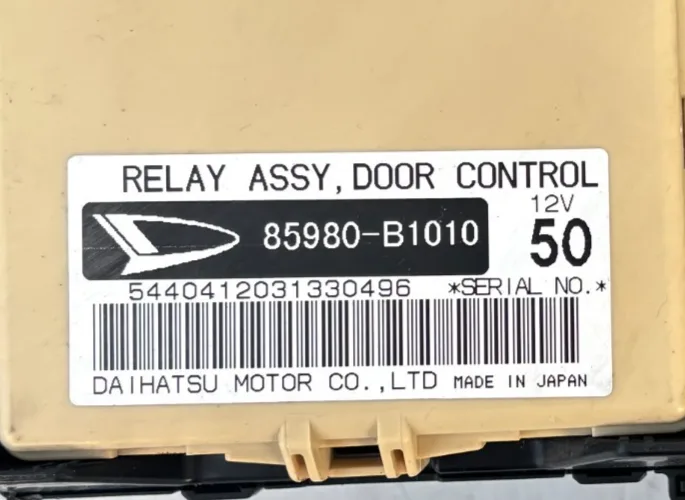 RELAY ASSY, DOOR CONTROL
12V
85980-B1010 50
5440412031330496 *SERIAL NO.*
DAIHATSU MOTOR CO.,LTD MADE IN JAPAN